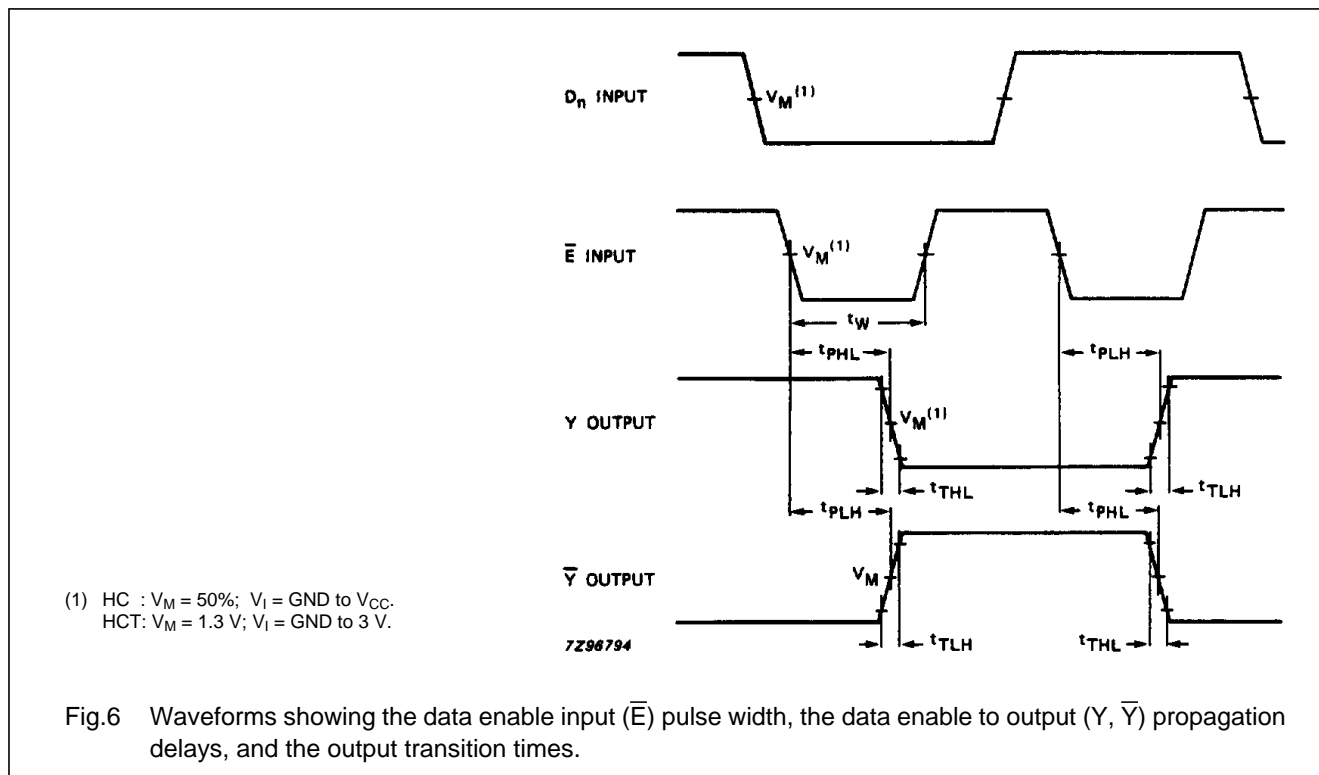 Dn INPUT
VM(1)
E̅ INPUT
VM(1)
tW
tPHL
tPLH
Y OUTPUT
VM(1)
tTHL
tTLH
tPLH
tPHL
Y̅ OUTPUT
VM
(1) HC : VM = 50%; VI = GND to VCC.
HCT: VM = 1.3 V; VI = GND to 3 V.
7Z96794
tTLH
tTHL
Fig.6 Waveforms showing the data enable input (E̅) pulse width, the data enable to output (Y, Y̅) propagation
delays, and the output transition times.